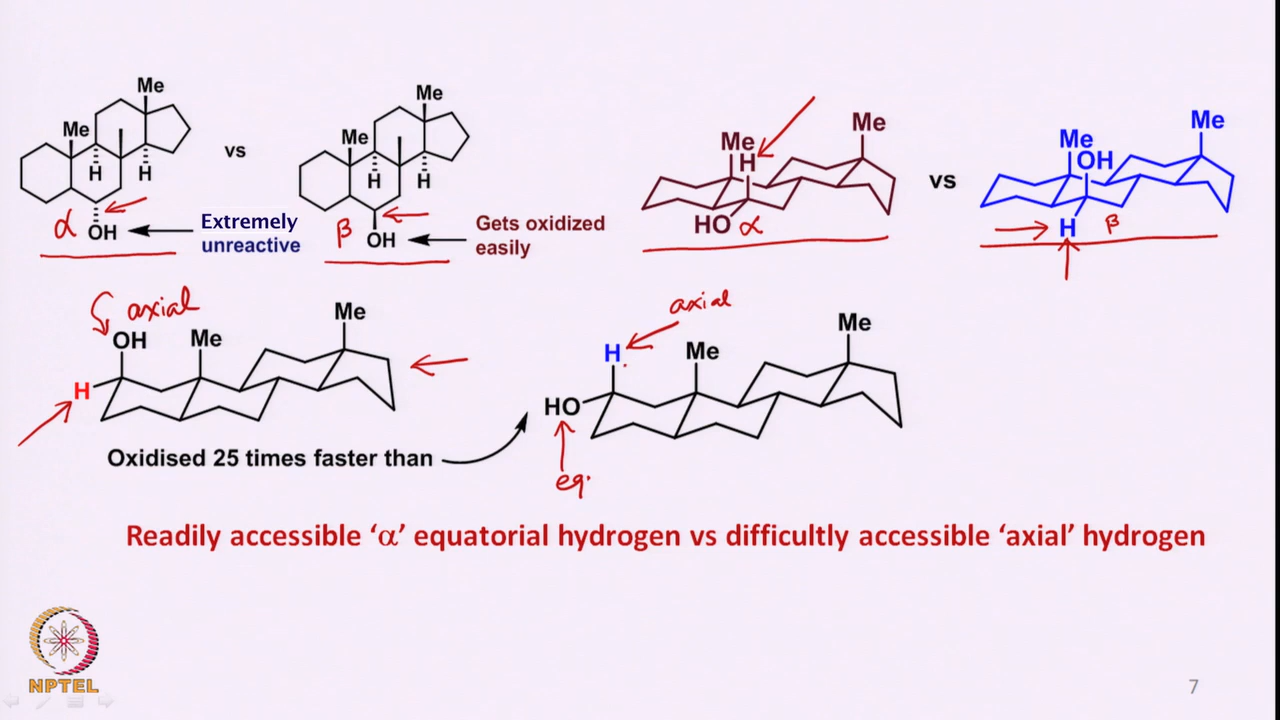 Me
Me
H
H
α
OH
Extremely
unreactive
vs
Me
Me
H
H
β
OH
Gets oxidized
easily
Me
H
Me
HO
α
vs
Me
OH
Me
H
β
axial
OH
Me
Me
H
Oxidised 25 times faster than
axial
H
Me
Me
HO
eq.
Readily accessible ‘α’ equatorial hydrogen vs difficultly accessible ‘axial’ hydrogen
NPTEL
7